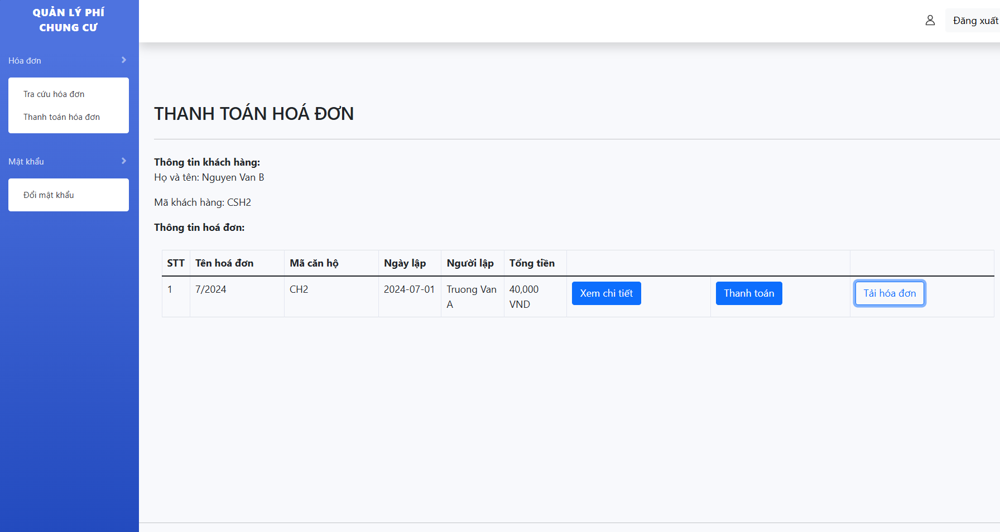 QUẢN LÝ PHÍ
CHUNG CƯ
Đăng xuất
Hóa đơn
Tra cứu hóa đơn
Thanh toán hóa đơn
Mật khẩu
Đổi mật khẩu
THANH TOÁN HOÁ ĐƠN
Thông tin khách hàng:
Họ và tên: Nguyen Van B
Mã khách hàng: CSH2
Thông tin hoá đơn:
STT Tên hoá đơn Mã căn hộ Ngày lập Người lập Tổng tiền
1 7/2024 CH2 2024-07-01 Truong Van A 40,000 VND Xem chi tiết Thanh toán Tải hóa đơn